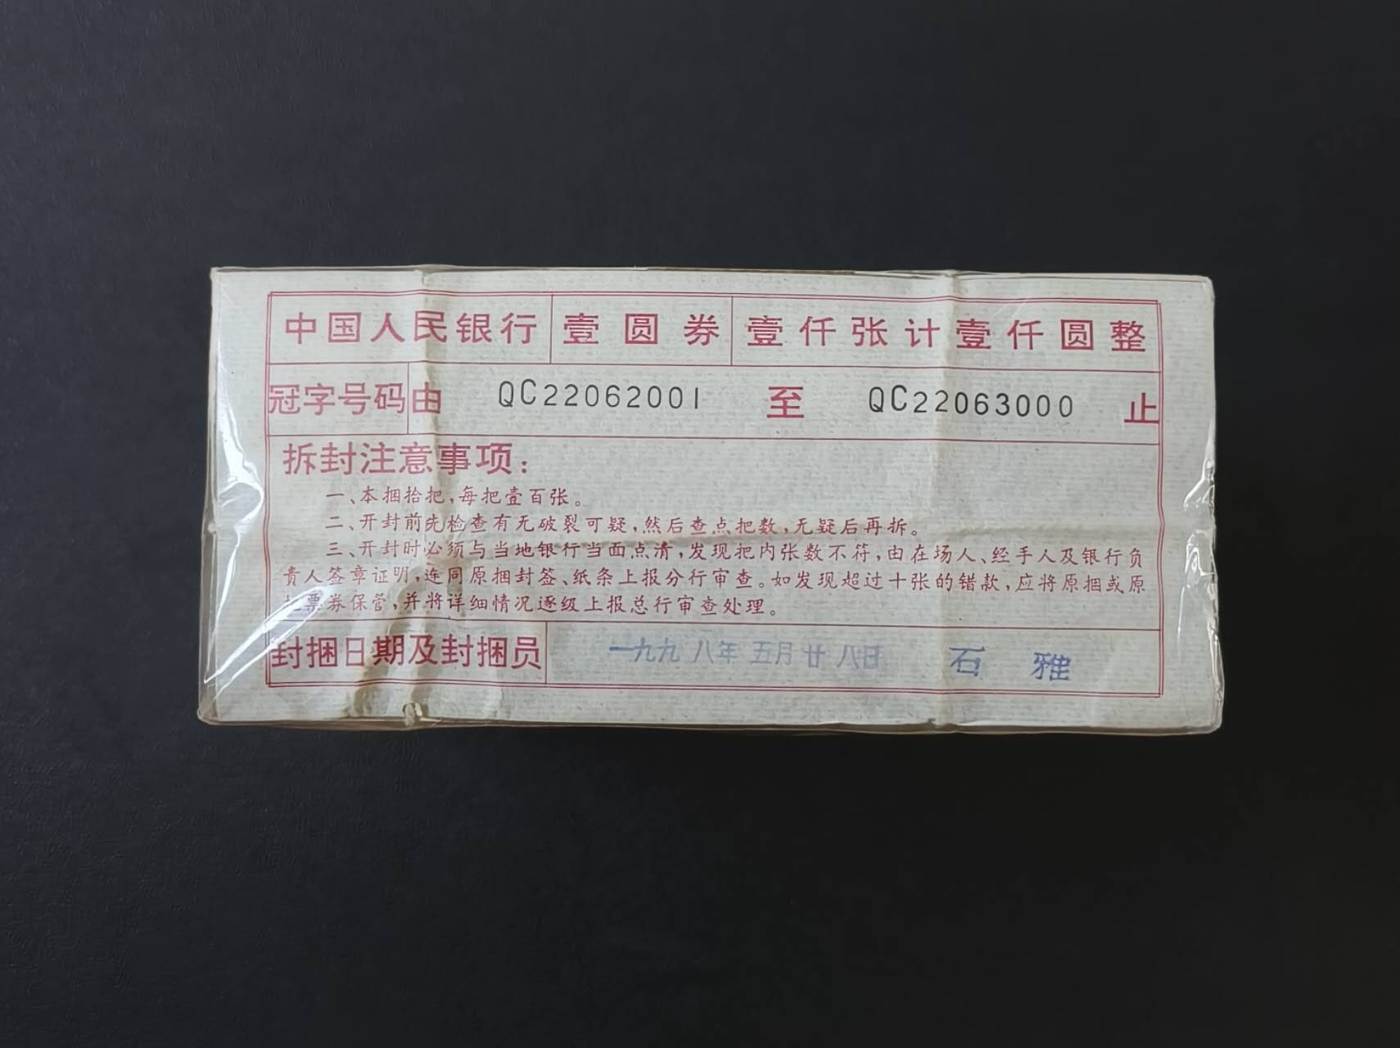 中国人民银行 壹圆券 壹仟张计壹仟圆整
冠字号码由 QC22062001 至 QC22063000 止
拆封注意事项：
一、本捆拾把，每把壹百张。
二、开封前先检查有无破裂可疑，然后查点把数，无疑后再拆。
三、开封时必须与当地银行当面点清，发现把内张数不符，由在场人、经手人及银行负
责人签章证明，连同原捆封签、纸条上报分行审查。如发现超过十张的错款，应将原捆或原
票券保管，并将详细情况逐级上报总行审查处理。
封捆日期及封捆员 一九九八年五月廿八日 石雅